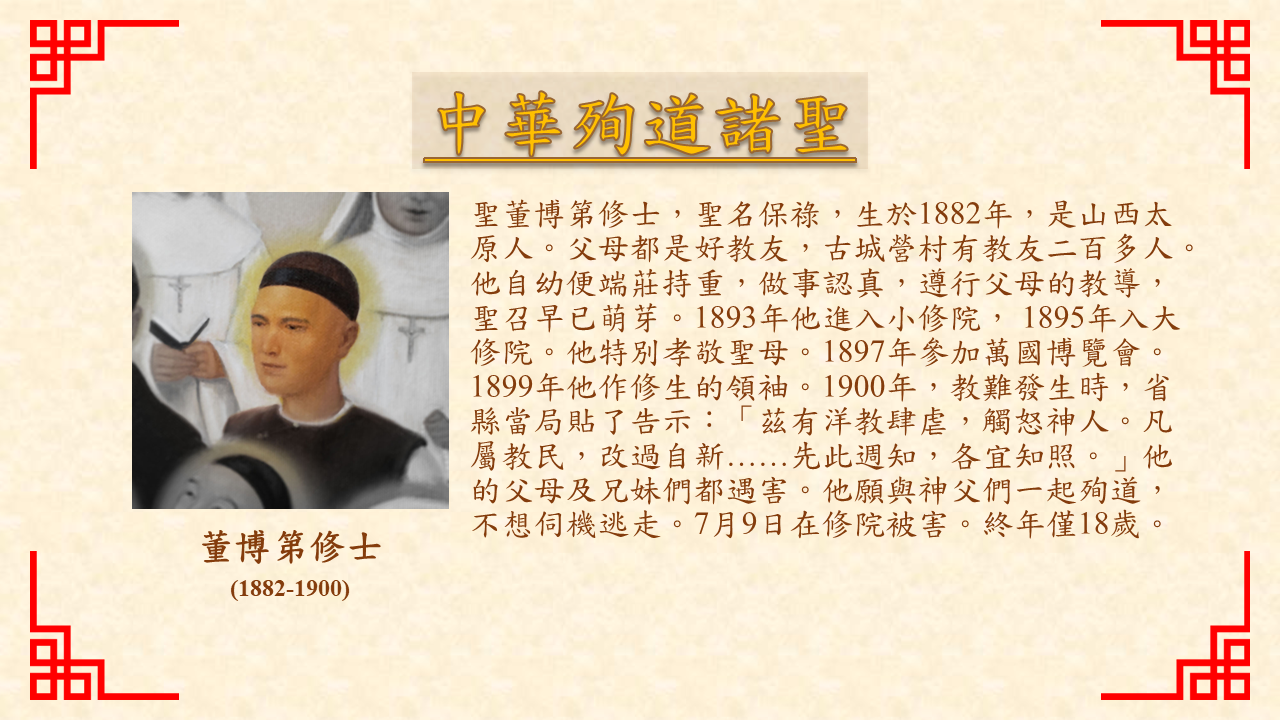 中華殉道諸聖
聖董博第修士，聖名保祿，生於1882年，是山西太
原人。父母都是好教友，古城營村有教友二百多人。
他自幼便端莊持重，做事認真，遵行父母的教導，
聖召早已萌芽。1893年他進入小修院， 1895年入大
修院。他特別孝敬聖母。1897年參加萬國博覽會。
1899年他作修生的領袖。1900年，教難發生時，省
縣當局貼了告示：「茲有洋教肆虐，觸怒神人。凡
屬教民，改過自新……先此週知，各宜知照。」他
的父母及兄妹們都遇害。他願與神父們一起殉道，
不想伺機逃走。7月9日在修院被害。終年僅18歲。
董博第修士
(1882-1900)